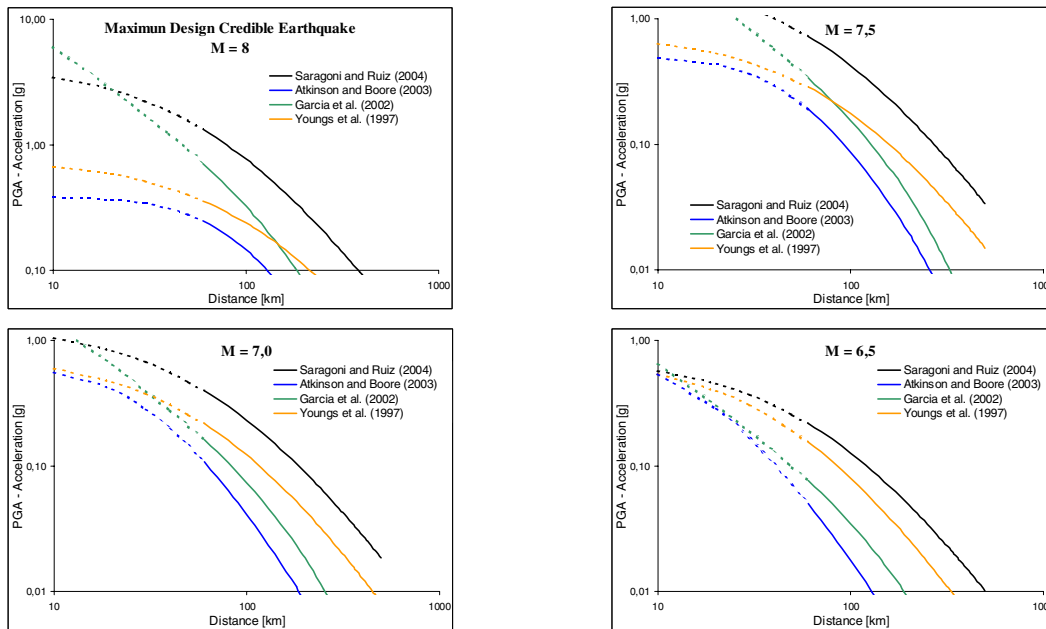 Maximun Design Credible Earthquake
M = 8
10,00
1,00
0,10
PGA - Acceleration [g]
Saragoni and Ruiz (2004)
Atkinson and Boore (2003)
Garcia et al. (2002)
Youngs et al. (1997)
10
100
1000
Distance [km]
M = 7,5
1,00
0,10
0,01
PGA - Acceleration [g]
Saragoni and Ruiz (2004)
Atkinson and Boore (2003)
Garcia et al. (2002)
Youngs et al. (1997)
10
100
100
Distance [km]
M = 7,0
1,00
0,10
0,01
PGA - Acceleration [g]
Saragoni and Ruiz (2004)
Atkinson and Boore (2003)
Garcia et al. (2002)
Youngs et al. (1997)
10
100
1000
Distance [km]
M = 6,5
1,00
0,10
0,01
PGA - Acceleration [g]
Saragoni and Ruiz (2004)
Atkinson and Boore (2003)
Garcia et al. (2002)
Youngs et al. (1997)
10
100
100
Distance [km]